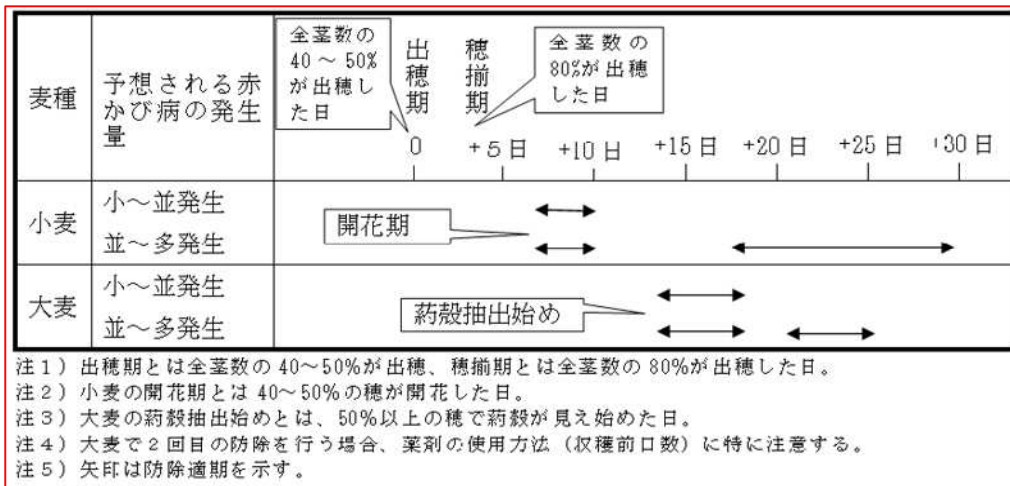 麦種
予想される赤
かび病の発生
量
全茎数の
40～50%
が出穂し
た日
出穂期
穂揃期
全茎数の
80%が出穂
した日
0
+5日
+10日
+15日
+20日
+25日
+30日
小麦
小～並発生
並～多発生
開花期
大麦
小～並発生
並～多発生
葯殻抽出始め
注1）出穂期とは全茎数の40～50%が出穂、穂揃期とは全茎数の80%が出穂した日。
注2）小麦の開花期とは40～50%の穂が開花した日。
注3）大麦の葯殻抽出始めとは、50%以上の穂で葯殻が見え始めた日。
注4）大麦で2回目の防除を行う場合、薬剤の使用方法（収穫前日数）に特に注意する。
注5）矢印は防除適期を示す。